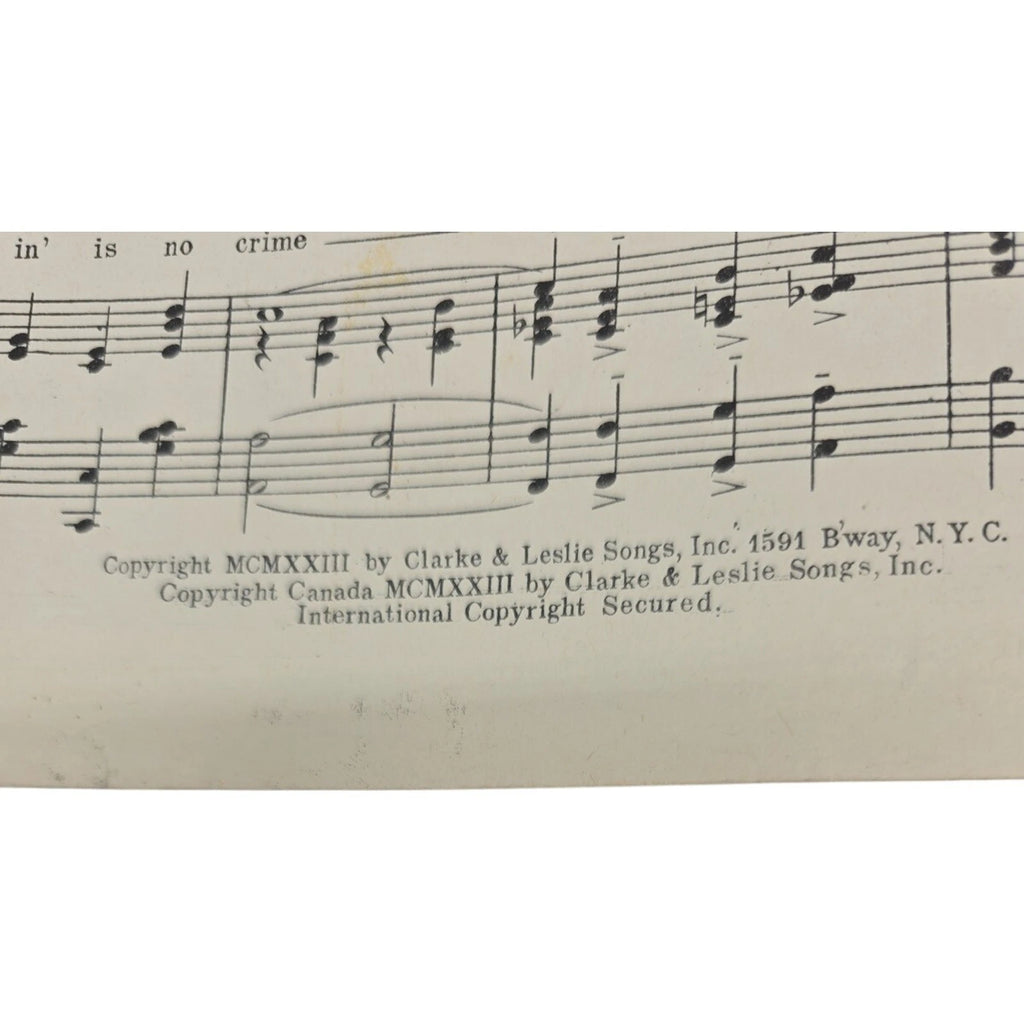 in' is no crime
Copyright MCMXXIII by Clarke & Leslie Songs, Inc. 1591 B'way, N. Y. C.
Copyright Canada MCMXXIII by Clarke & Leslie Songs, Inc.
International Copyright Secured.